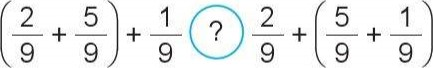 (2/9 + 5/9) + 1/9 ? 2/9 + (5/9 + 1/9)